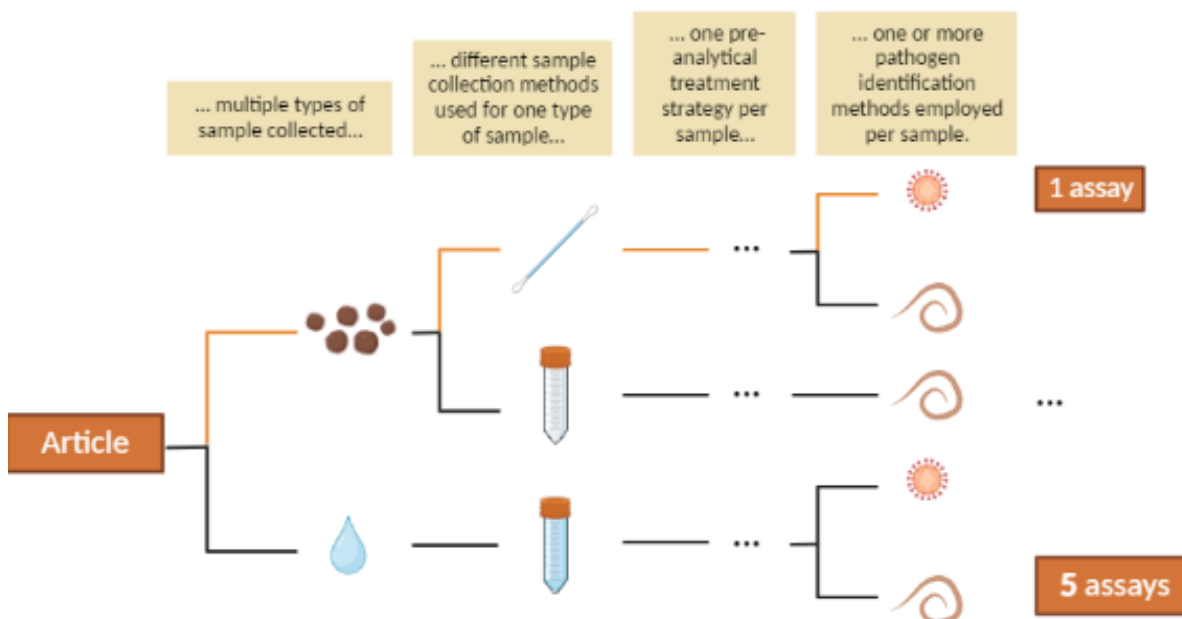 ... multiple types of
sample collected...
... different sample
collection methods
used for one type
of sample...
... one pre-
analytical
treatment
strategy per
sample...
... one or more
pathogen
identification
methods employed
per sample.
1 assay
...
...
...
...
Article
...
5 assays